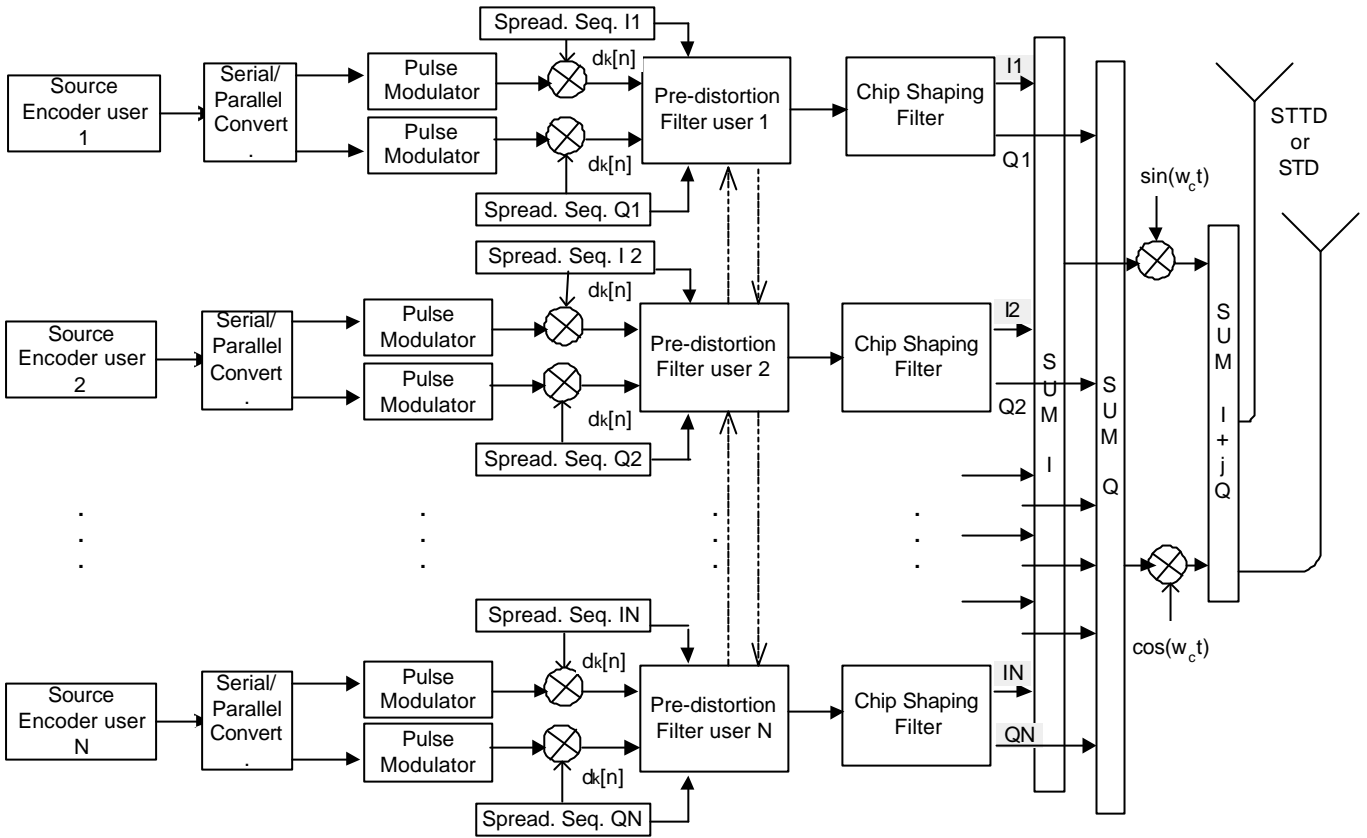 Spread. Seq. I1
dk[n]
Source
Encoder user
1
Serial/
Parallel
Convert
.
Pulse
Modulator
Pulse
Modulator
dk[n]
Spread. Seq. Q1
Pre-distortion
Filter user 1
Chip Shaping
Filter
I1
Q1
STTD
or
STD
sin(wct)
Spread. Seq. I 2
dk[n]
Source
Encoder user
2
Serial/
Parallel
Convert
.
Pulse
Modulator
Pulse
Modulator
dk[n]
Spread. Seq. Q2
Pre-distortion
Filter user 2
Chip Shaping
Filter
I2
Q2
SUM I
SUM Q
SUM I+jQ
. . . .
. . . .
. . . .
Spread. Seq. IN
dk[n]
Source
Encoder user
N
Serial/
Parallel
Convert
.
Pulse
Modulator
Pulse
Modulator
dk[n]
Spread. Seq. QN
Pre-distortion
Filter user N
Chip Shaping
Filter
IN
QN
cos(wct)